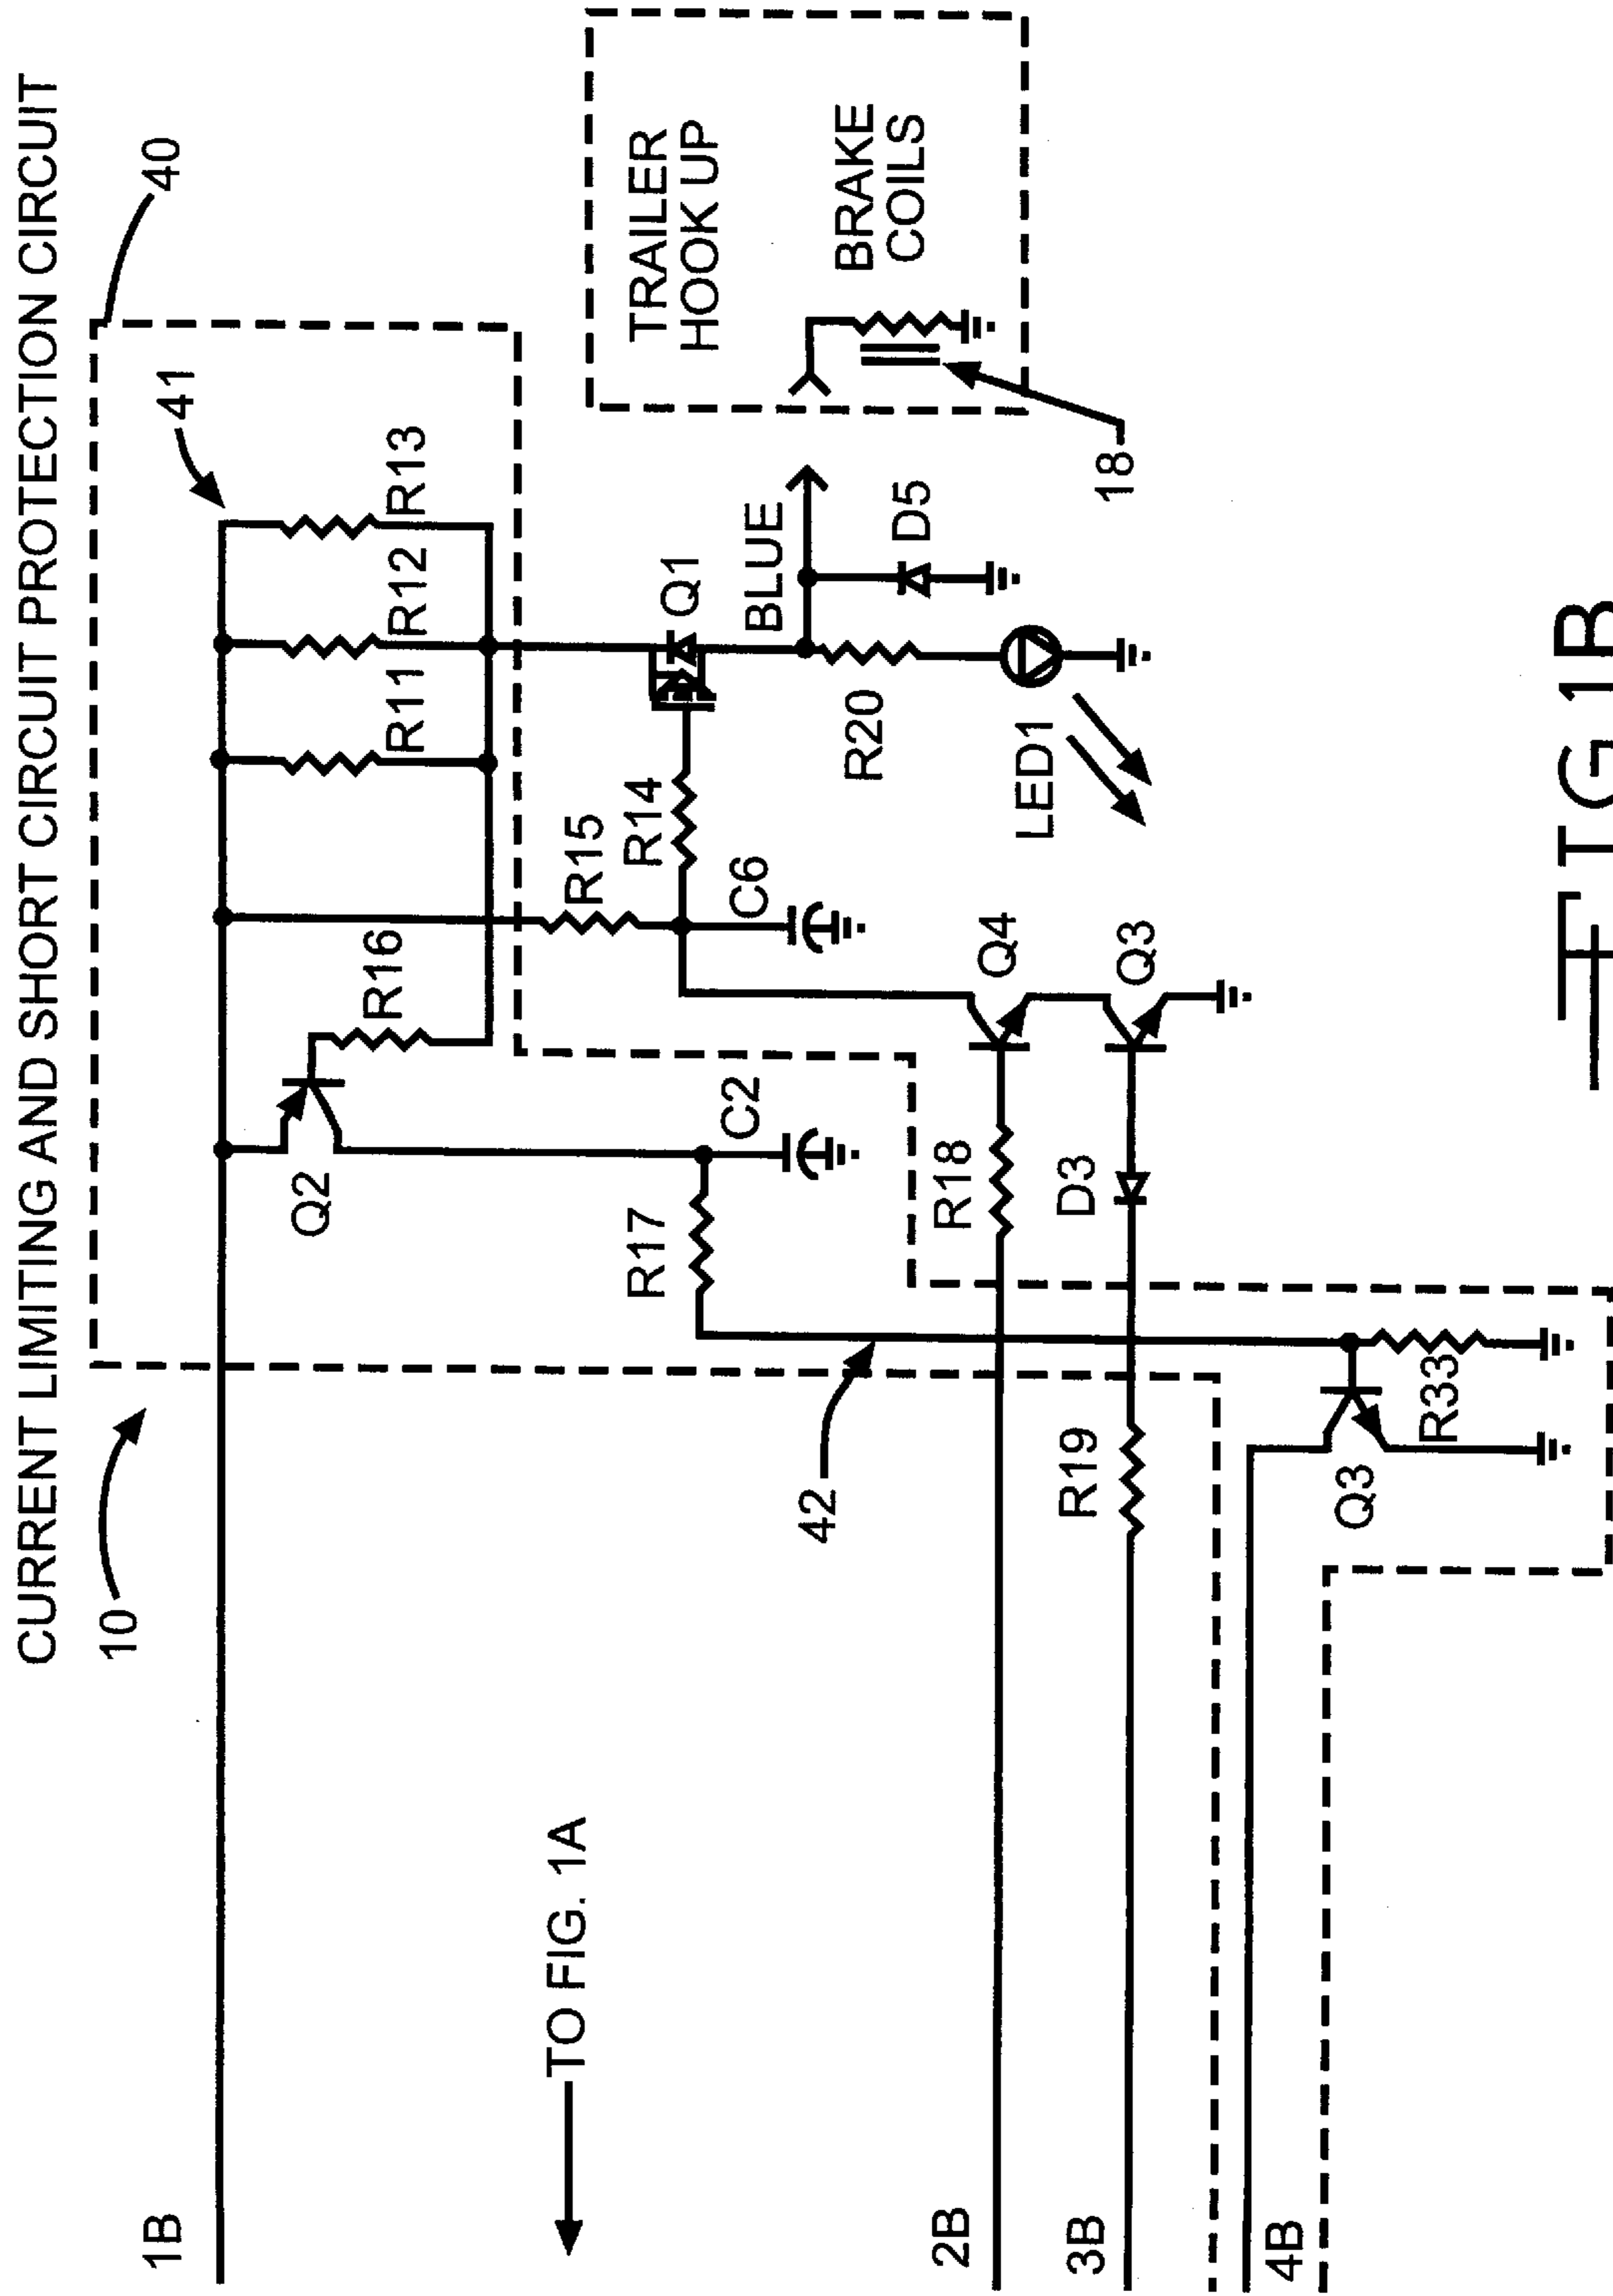 CURRENT LIMITING AND SHORT CIRCUIT PROTECTION CIRCUIT
10
40
41
1B
R13
R12
R11
R16
Q2
TRAILER
HOOK UP
BRAKE
COILS
18
TO FIG. 1A
R15
R14
Q1
BLUE
D5
R17
C2
C6
R20
LED1
42
2B
R18
Q4
3B
R19
D3
Q3
4B
Q3
R33
FIG1B